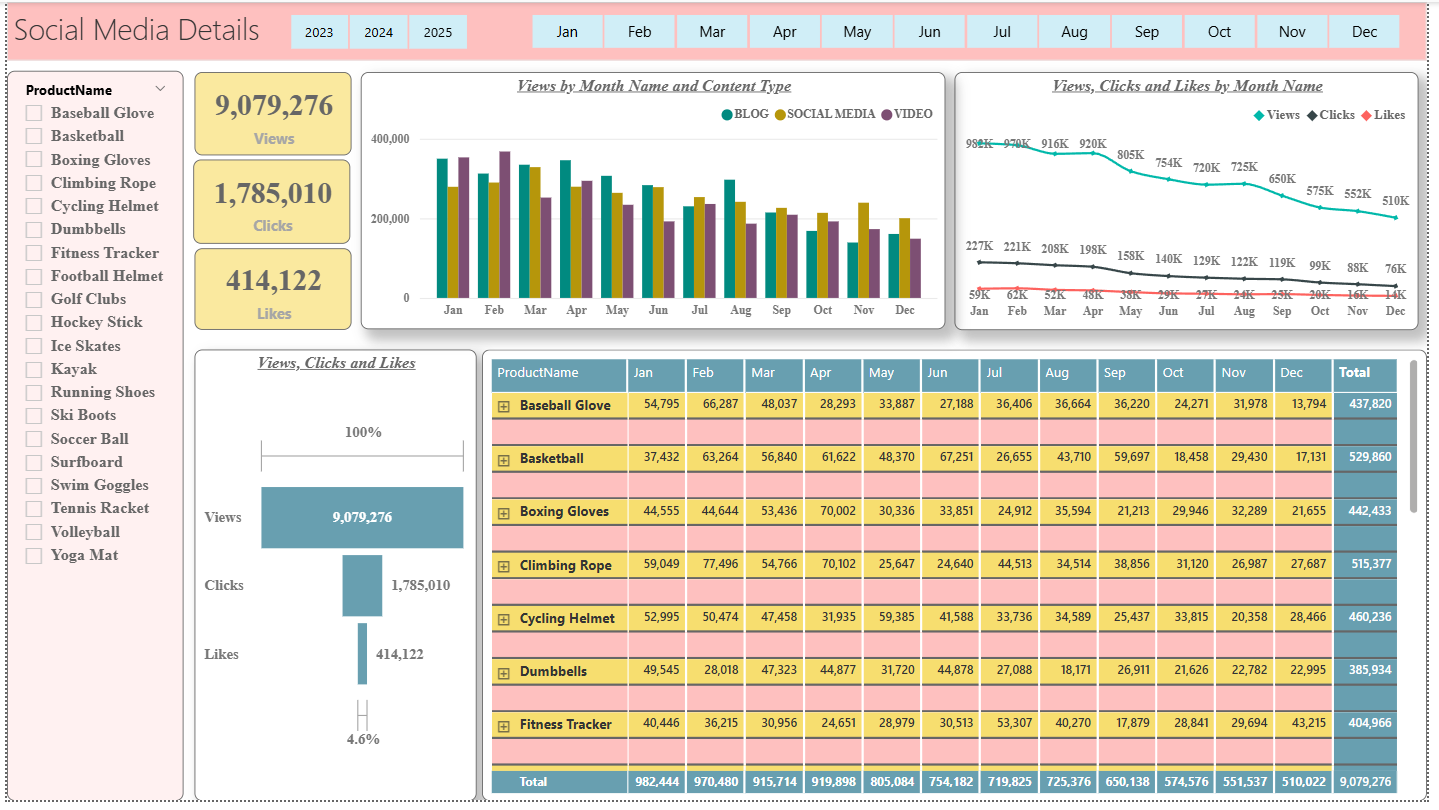 Social Media Details
2023 2024 2025
Jan Feb Mar Apr May Jun Jul Aug Sep Oct Nov Dec
ProductName
Baseball Glove
Basketball
Boxing Gloves
Climbing Rope
Cycling Helmet
Dumbbells
Fitness Tracker
Football Helmet
Golf Clubs
Hockey Stick
Ice Skates
Kayak
Running Shoes
Ski Boots
Soccer Ball
Surfboard
Swim Goggles
Tennis Racket
Volleyball
Yoga Mat
9,079,276
Views
1,785,010
Clicks
414,122
Likes
Views by Month Name and Content Type
BLOG SOCIAL MEDIA VIDEO
400,000
200,000
0
Jan Feb Mar Apr May Jun Jul Aug Sep Oct Nov Dec
Views, Clicks and Likes by Month Name
Views Clicks Likes
982K 970K 916K 920K 805K 754K 720K 725K 650K 575K 552K 510K
227K 221K 208K 198K 158K 140K 129K 122K 119K 99K 88K 76K
59K 62K 52K 48K 38K 29K 27K 24K 25K 20K 16K 14K
Jan Feb Mar Apr May Jun Jul Aug Sep Oct Nov Dec
Views, Clicks and Likes
100%
Views 9,079,276
Clicks 1,785,010
Likes 414,122
4.6%
ProductName Jan Feb Mar Apr May Jun Jul Aug Sep Oct Nov Dec Total
Baseball Glove 54,795 66,287 48,037 28,293 33,887 27,188 36,406 36,664 36,220 24,271 31,978 13,794 437,820
Basketball 37,432 63,264 56,840 61,622 48,370 67,251 26,655 43,710 59,697 18,458 29,430 17,131 529,860
Boxing Gloves 44,555 44,644 53,436 70,002 30,336 33,851 24,912 35,594 21,213 29,946 32,289 21,655 442,433
Climbing Rope 59,049 77,496 54,766 70,102 25,647 24,640 44,513 34,514 38,856 31,120 26,987 27,687 515,377
Cycling Helmet 52,995 50,474 47,458 31,935 59,385 41,588 33,736 34,589 25,437 33,815 20,358 28,466 460,236
Dumbbells 49,545 28,018 47,323 44,877 31,720 44,878 27,088 18,171 26,911 21,626 22,782 22,995 385,934
Fitness Tracker 40,446 36,215 30,956 24,651 28,979 30,513 53,307 40,270 17,879 28,841 29,694 43,215 404,966
Total 982,444 970,480 915,714 919,898 805,084 754,182 719,825 725,376 650,138 574,576 551,537 510,022 9,079,276